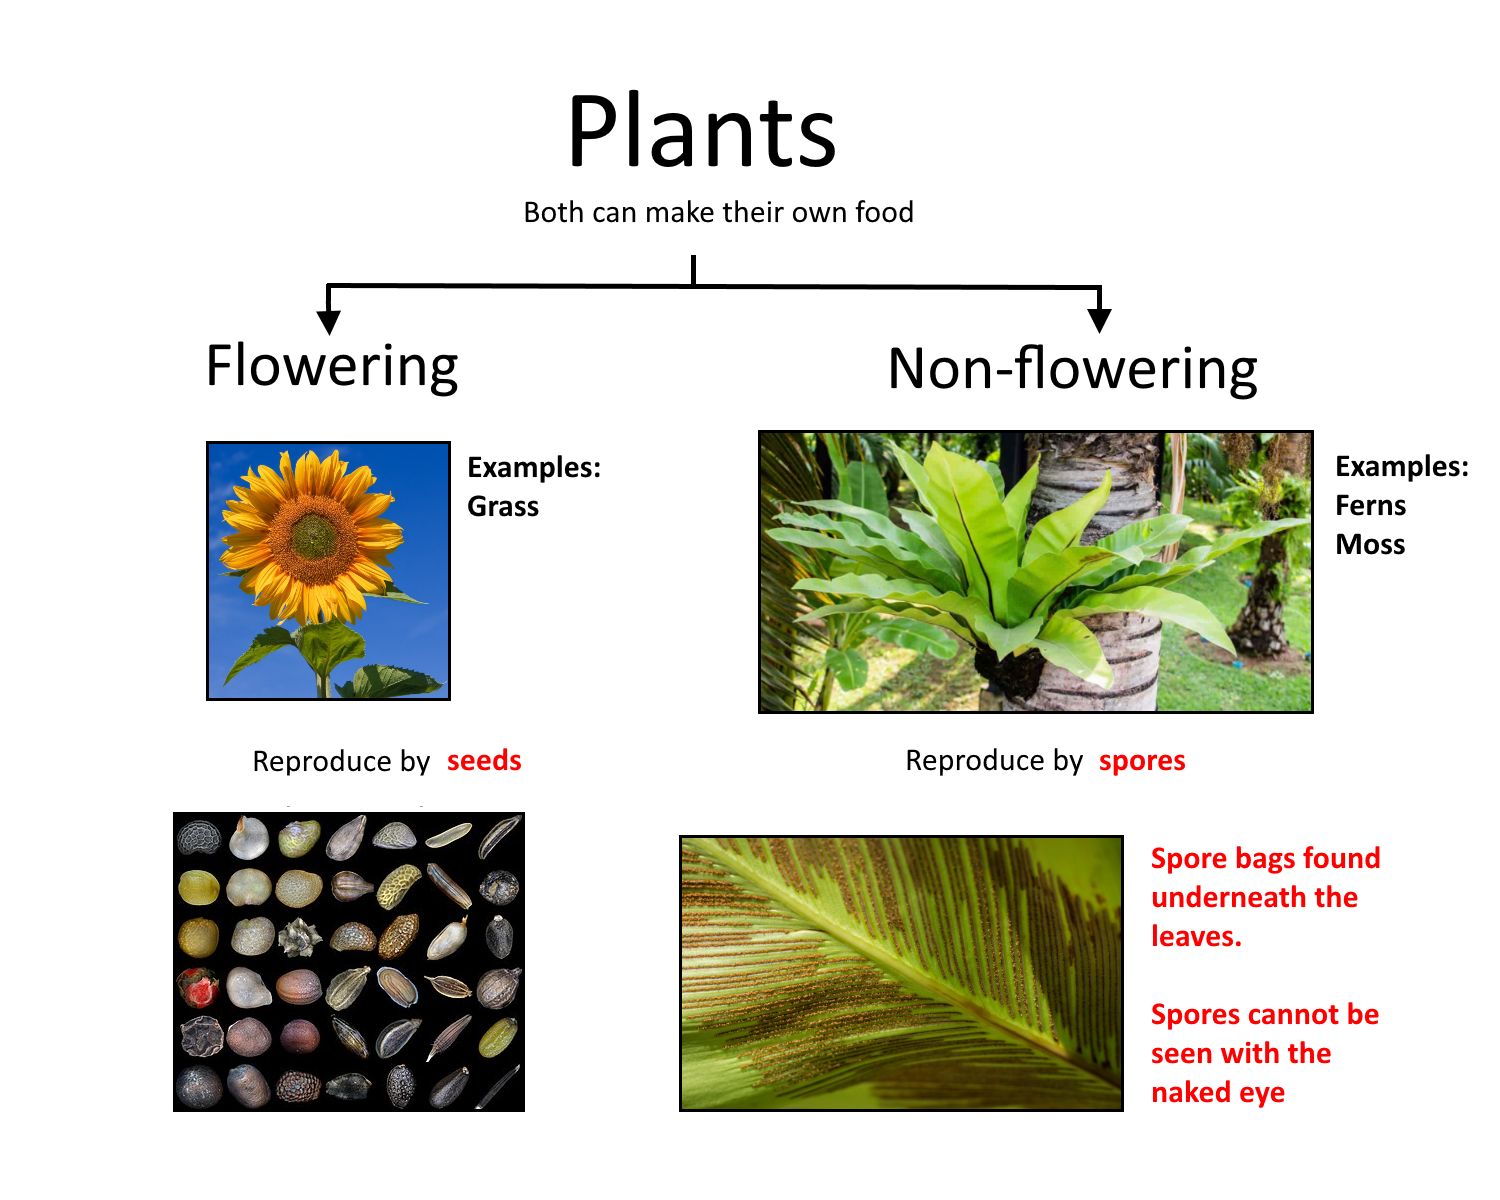 Plants
Both can make their own food
Flowering
Non-flowering
Examples:
Grass
Examples:
Ferns
Moss
Reproduce by seeds
Reproduce by spores
Spore bags found
underneath the
leaves.
Spores cannot be
seen with the
naked eye